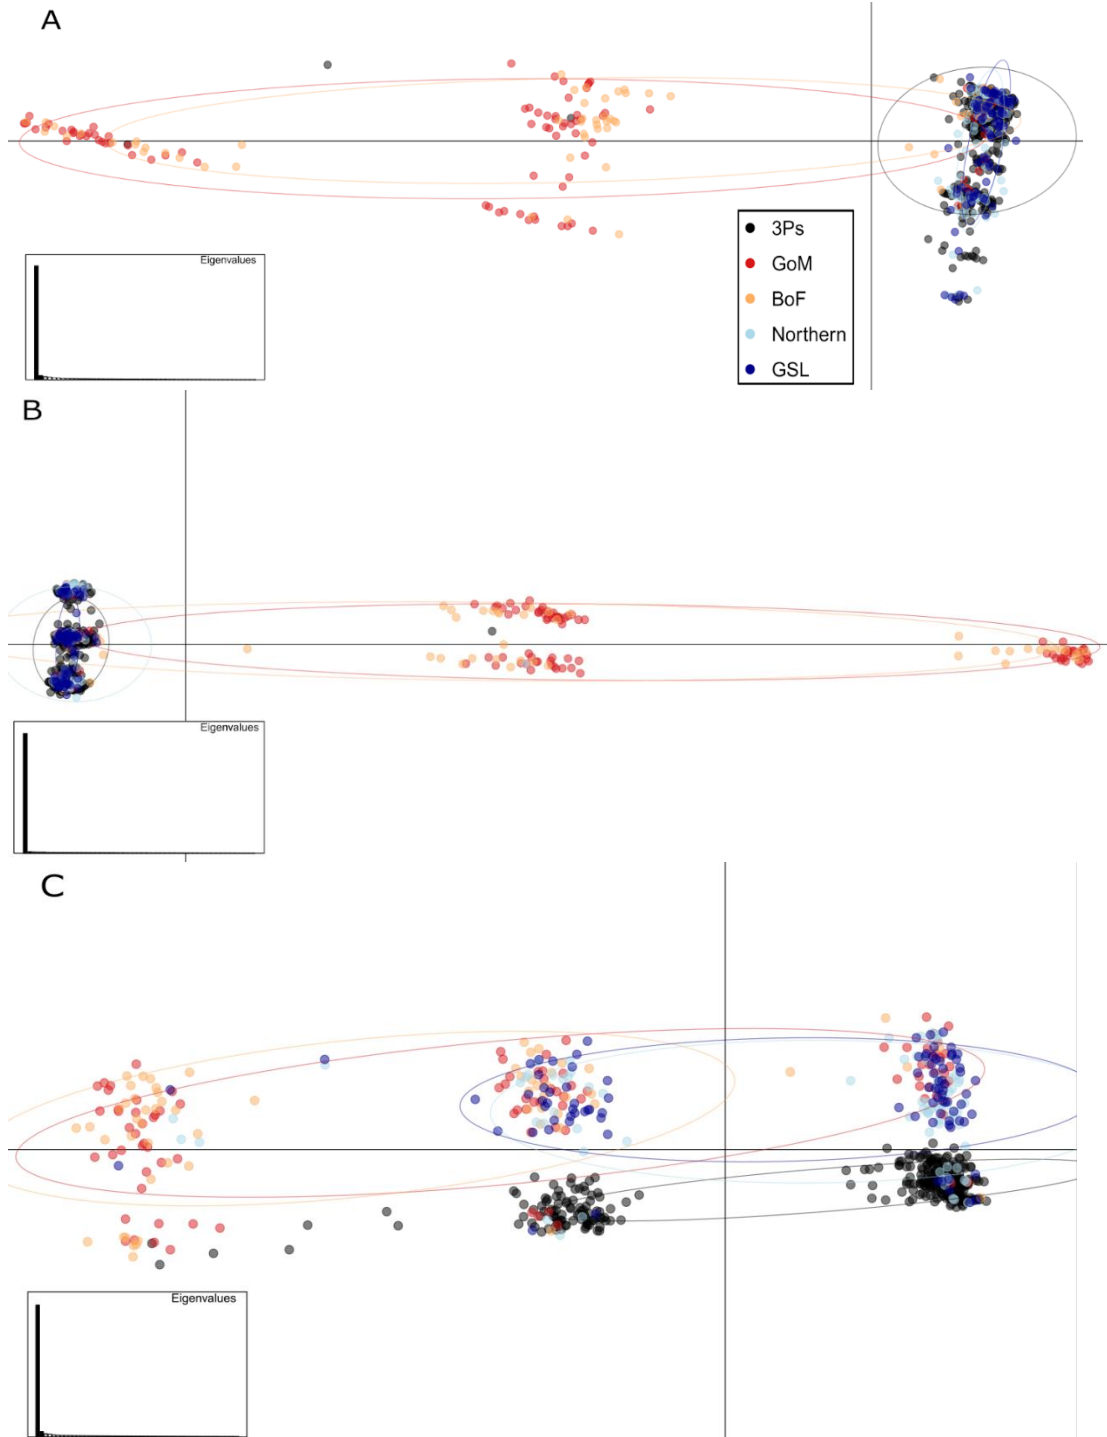 A
3Ps
GoM
BoF
Northern
GSL
Eigenvalues
B
Eigenvalues
C
Eigenvalues